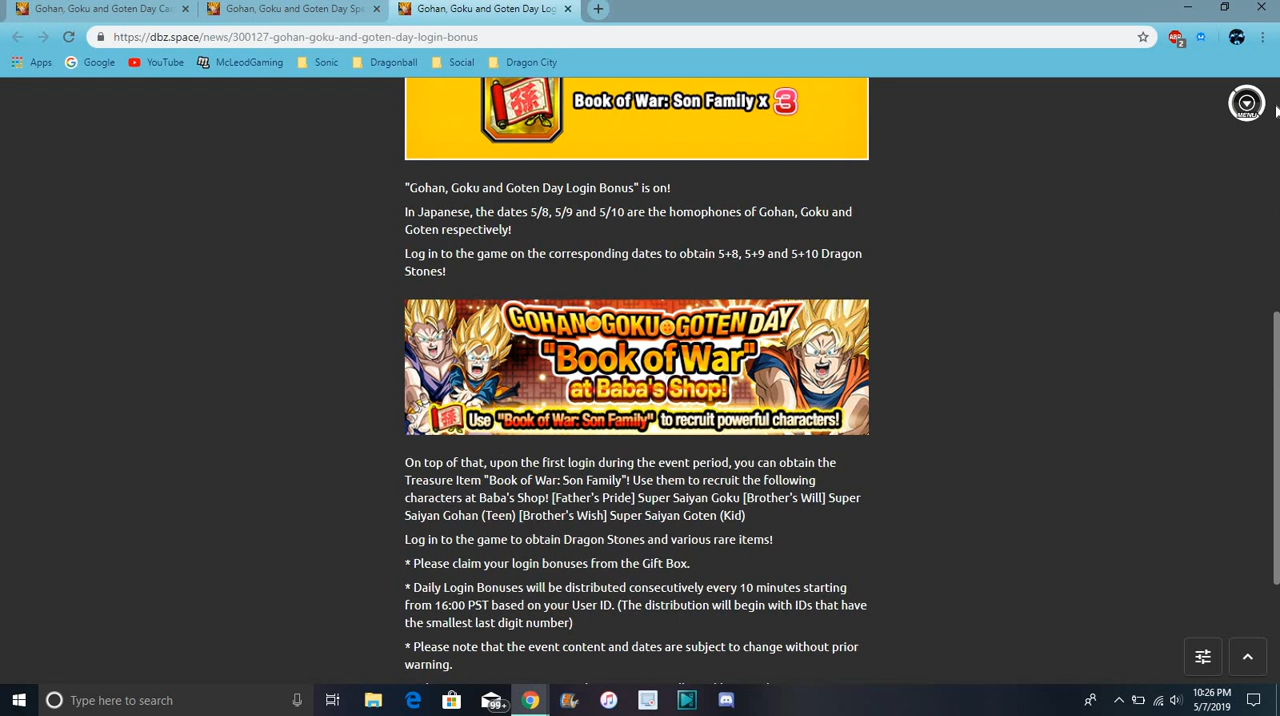 Gohan, Goku and Goten Day Ca
Gohan, Goku and Goten Day Spe
Gohan, Goku and Goten Day Log
https://dbz.space/news/300127-gohan-goku-and-goten-day-login-bonus
ABP
2
Apps
Google
YouTube
McLeodGaming
Sonic
Dragonball
Social
Dragon City
孫
Book of War: Son Family x 3
MENU
"Gohan, Goku and Goten Day Login Bonus" is on!
In Japanese, the dates 5/8, 5/9 and 5/10 are the homophones of Gohan, Goku and
Goten respectively!
Log in to the game on the corresponding dates to obtain 5+8, 5+9 and 5+10 Dragon
Stones!
GOHAN GOKU GOTEN DAY
"Book of War"
at Baba's Shop!
孫
Use "Book of War: Son Family" to recruit powerful characters!
On top of that, upon the first login during the event period, you can obtain the
Treasure Item "Book of War: Son Family"! Use them to recruit the following
characters at Baba's Shop! [Father's Pride] Super Saiyan Goku [Brother's Will] Super
Saiyan Gohan (Teen) [Brother's Wish] Super Saiyan Goten (Kid)
Log in to the game to obtain Dragon Stones and various rare items!
* Please claim your login bonuses from the Gift Box.
* Daily Login Bonuses will be distributed consecutively every 10 minutes starting
from 16:00 PST based on your User ID. (The distribution will begin with IDs that have
the smallest last digit number)
* Please note that the event content and dates are subject to change without prior
warning.
Type here to search
99+
10:26 PM
5/7/2019